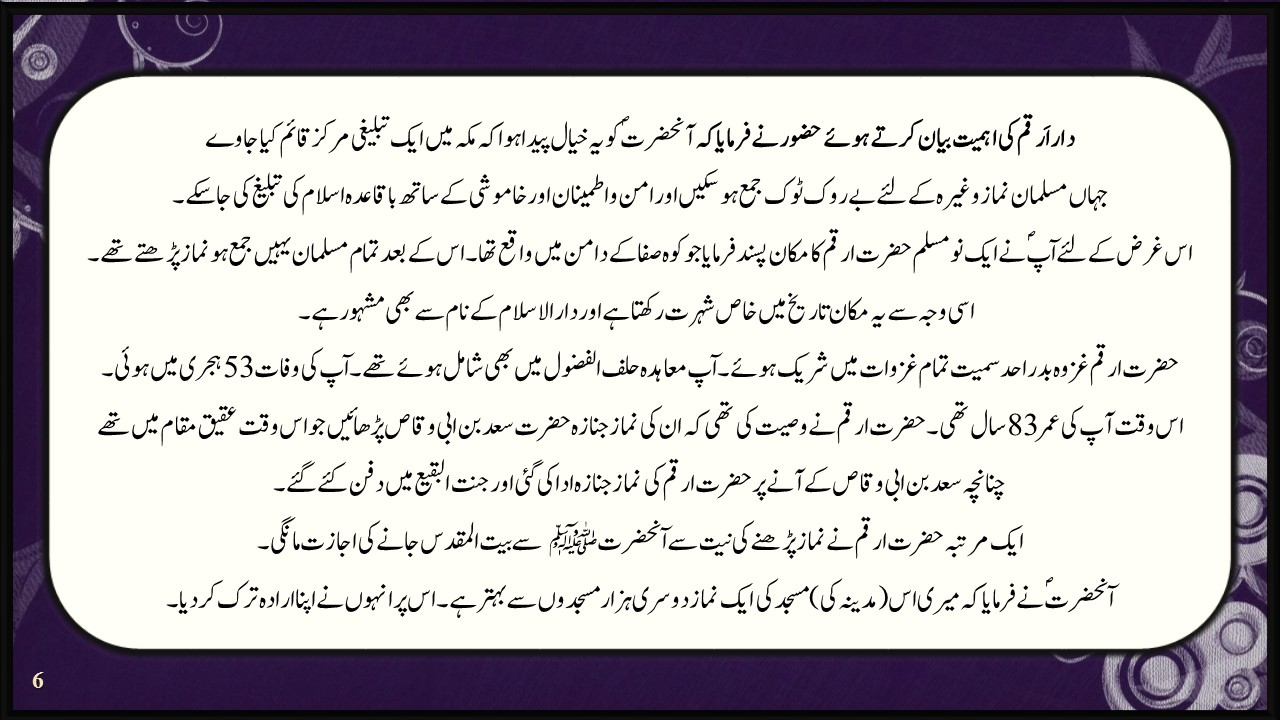 دارِاَرقم کی اہمیت بیان کرتے ہوئے حضور نے فرمایا کہ آنحضرتؐ کو یہ خیال پیدا ہوا کہ مکہ میں ایک تبلیغی مرکز قائم کیا جاوے
جہاں مسلمان نماز وغیرہ کے لئے بے روک ٹوک جمع ہو سکیں اور امن و اطمینان اور خاموشی کے ساتھ باقاعدہ اسلام کی تبلیغ کی جاسکے۔
اس غرض کے لئے آپؐ نے ایک نو مسلم حضرت ارقم کا مکان پسند فرمایا جو کوہ صفا کے دامن میں واقع تھا۔ اس کے بعد تمام مسلمان یہیں جمع ہو نماز پڑھتے تھے۔
اسی وجہ سے یہ مکان تاریخ میں خاص شہرت رکھتا ہے اور دار الاسلام کے نام سے بھی مشہور ہے۔
حضرت ارقم غزوہ بدر احد سمیت تمام غزوات میں شریک ہوئے۔ آپ معاہدہ حلف الفضول میں بھی شامل ہوئے تھے۔ آپ کی وفات 53 ہجری میں ہوئی۔
اس وقت آپ کی عمر 83 سال تھی۔ حضرت ارقم نے وصیت کی تھی کہ ان کی نماز جنازہ حضرت سعد بن ابی وقاص پڑھائیں جو اس وقت عقیق مقام میں تھے
چنانچہ سعد بن ابی وقاص کے آنے پر حضرت ارقم کی نماز جنازہ ادا کی گئی اور جنت البقیع میں دفن کئے گئے۔
ایک مرتبہ حضرت ارقم نے نماز پڑھنے کی نیت سے آنحضرت ﷺ سے بیت المقدس جانے کی اجازت مانگی۔
آنحضرتؐ نے فرمایا کہ میری اس (مدینہ کی) مسجد کی ایک نماز دوسری ہزار مسجدوں سے بہتر ہے۔ اس پر انہوں نے اپنا ارادہ ترک کر دیا۔
6